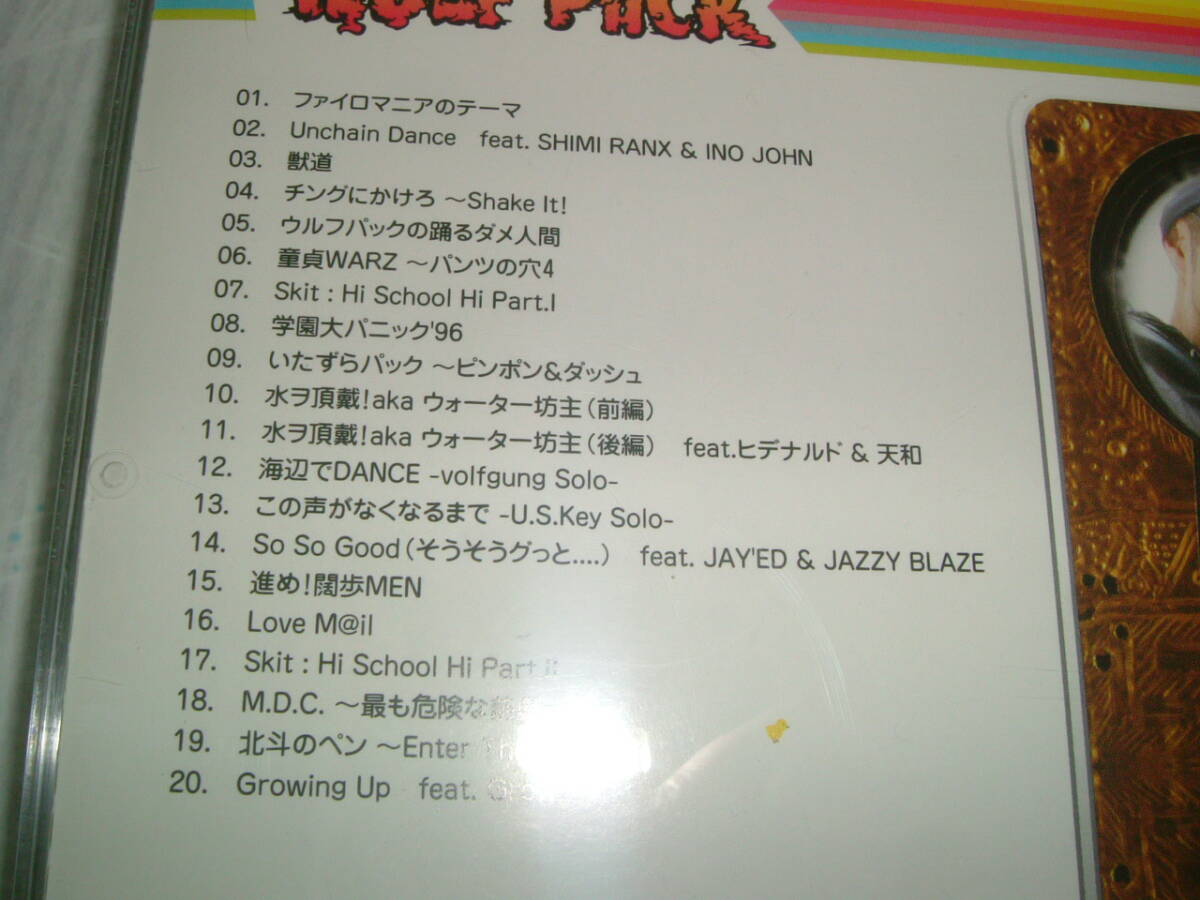 WOLF PACK
01. ファイロマニアのテーマ
02. Unchain Dance feat. SHIMI RANX & INO JOHN
03. 獣道
04. チングにかけろ ～Shake It!
05. ウルフパックの踊るダメ人間
06. 童貞WARZ ～パンツの穴4
07. Skit : Hi School Hi Part.I
08. 学園大パニック'96
09. いたずらパック ～ピンポン&ダッシュ
10. 水ヲ頂戴!aka ウォーター坊主（前編）
11. 水ヲ頂戴!aka ウォーター坊主（後編） feat.ヒデナルド & 天和
12. 海辺でDANCE -volfgung Solo-
13. この声がなくなるまで -U.S.Key Solo-
14. So So Good（そうそうグっと....） feat. JAY'ED & JAZZY BLAZE
15. 進め!闊歩MEN
16. Love M@il
17. Skit : Hi School Hi Part.II
18. M.D.C. ～最も危険な
19. 北斗のペン ～Enter
20. Growing Up feat.